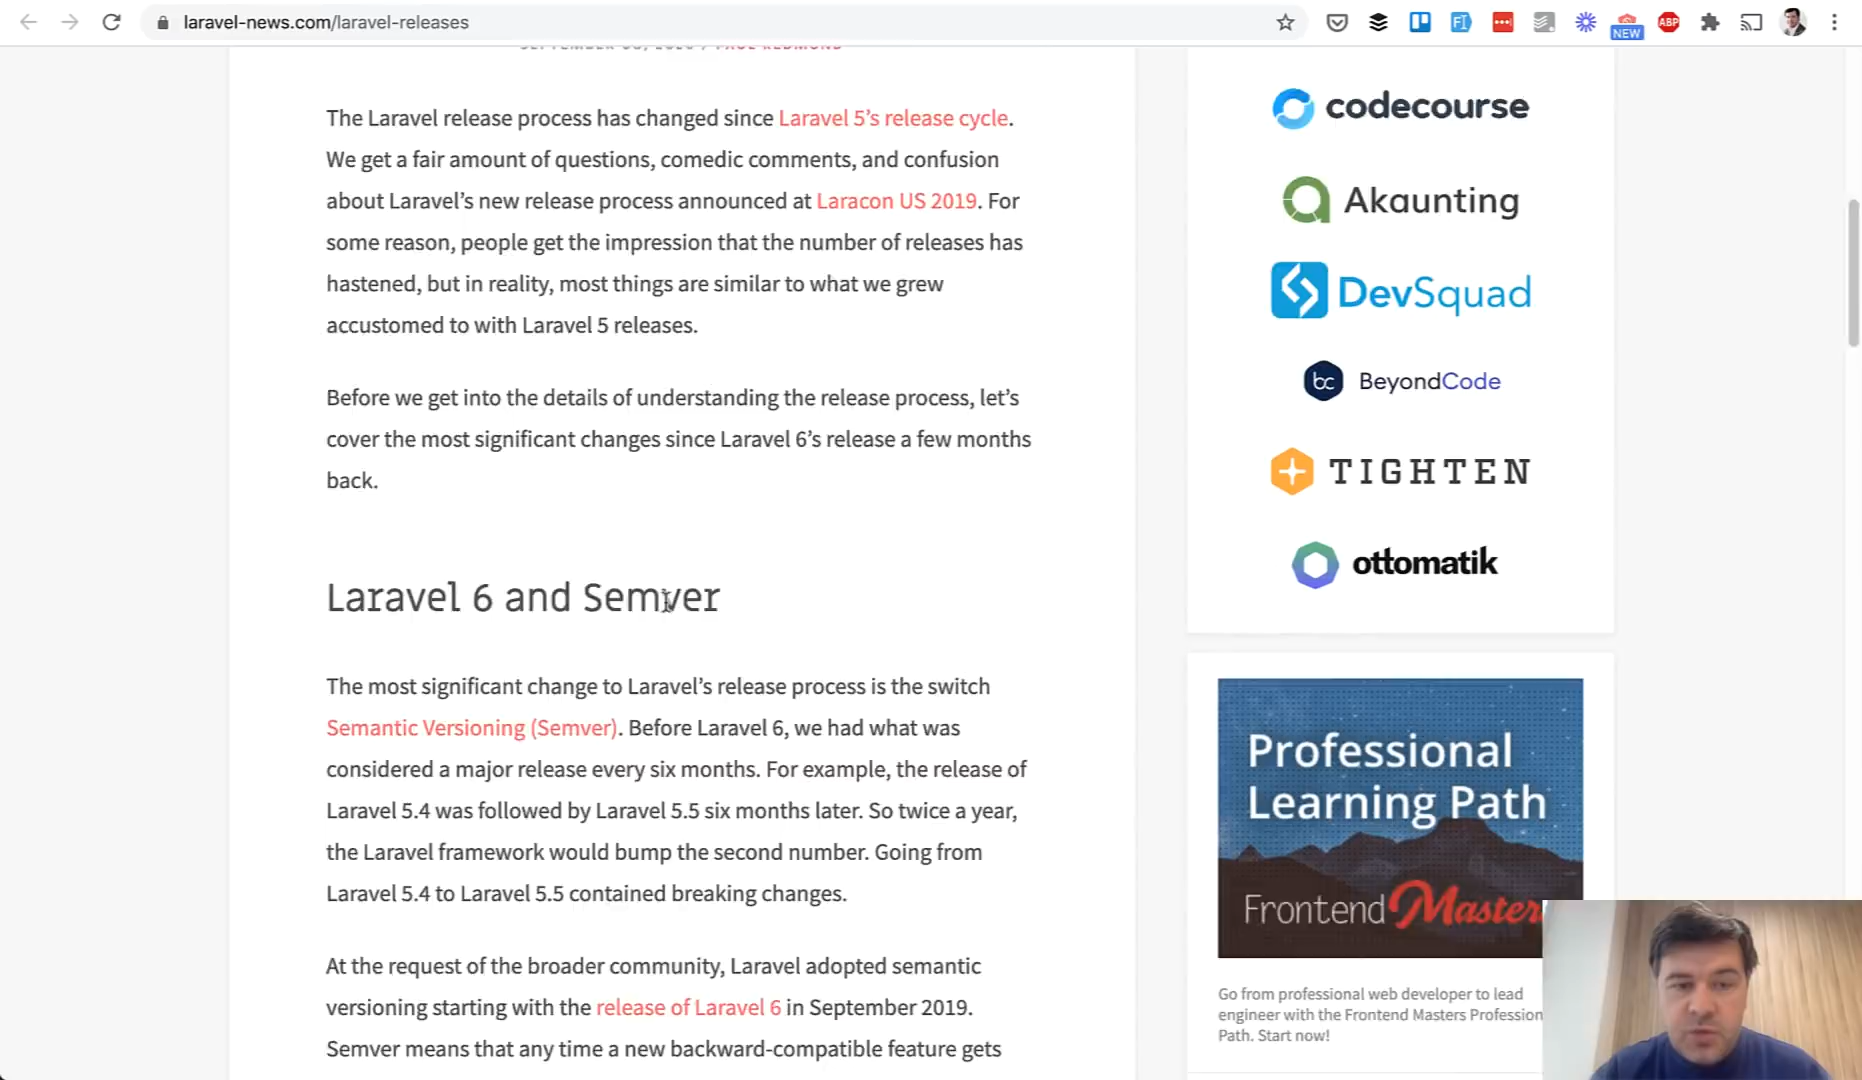 laravel-news.com/laravel-releases
NEW
ABP
The Laravel release process has changed since Laravel 5’s release cycle.
We get a fair amount of questions, comedic comments, and confusion
about Laravel’s new release process announced at Laracon US 2019. For
some reason, people get the impression that the number of releases has
hastened, but in reality, most things are similar to what we grew
accustomed to with Laravel 5 releases.
Before we get into the details of understanding the release process, let’s
cover the most significant changes since Laravel 6’s release a few months
back.
Laravel 6 and Semver
The most significant change to Laravel’s release process is the switch
Semantic Versioning (Semver). Before Laravel 6, we had what was
considered a major release every six months. For example, the release of
Laravel 5.4 was followed by Laravel 5.5 six months later. So twice a year,
the Laravel framework would bump the second number. Going from
Laravel 5.4 to Laravel 5.5 contained breaking changes.
At the request of the broader community, Laravel adopted semantic
versioning starting with the release of Laravel 6 in September 2019.
Semver means that any time a new backward-compatible feature gets
codecourse
Akaunting
DevSquad
bc BeyondCode
TIGHTEN
ottomatik
Professional
Learning Path
Frontend Master
Go from professional web developer to lead
engineer with the Frontend Masters Profession
Path. Start now!